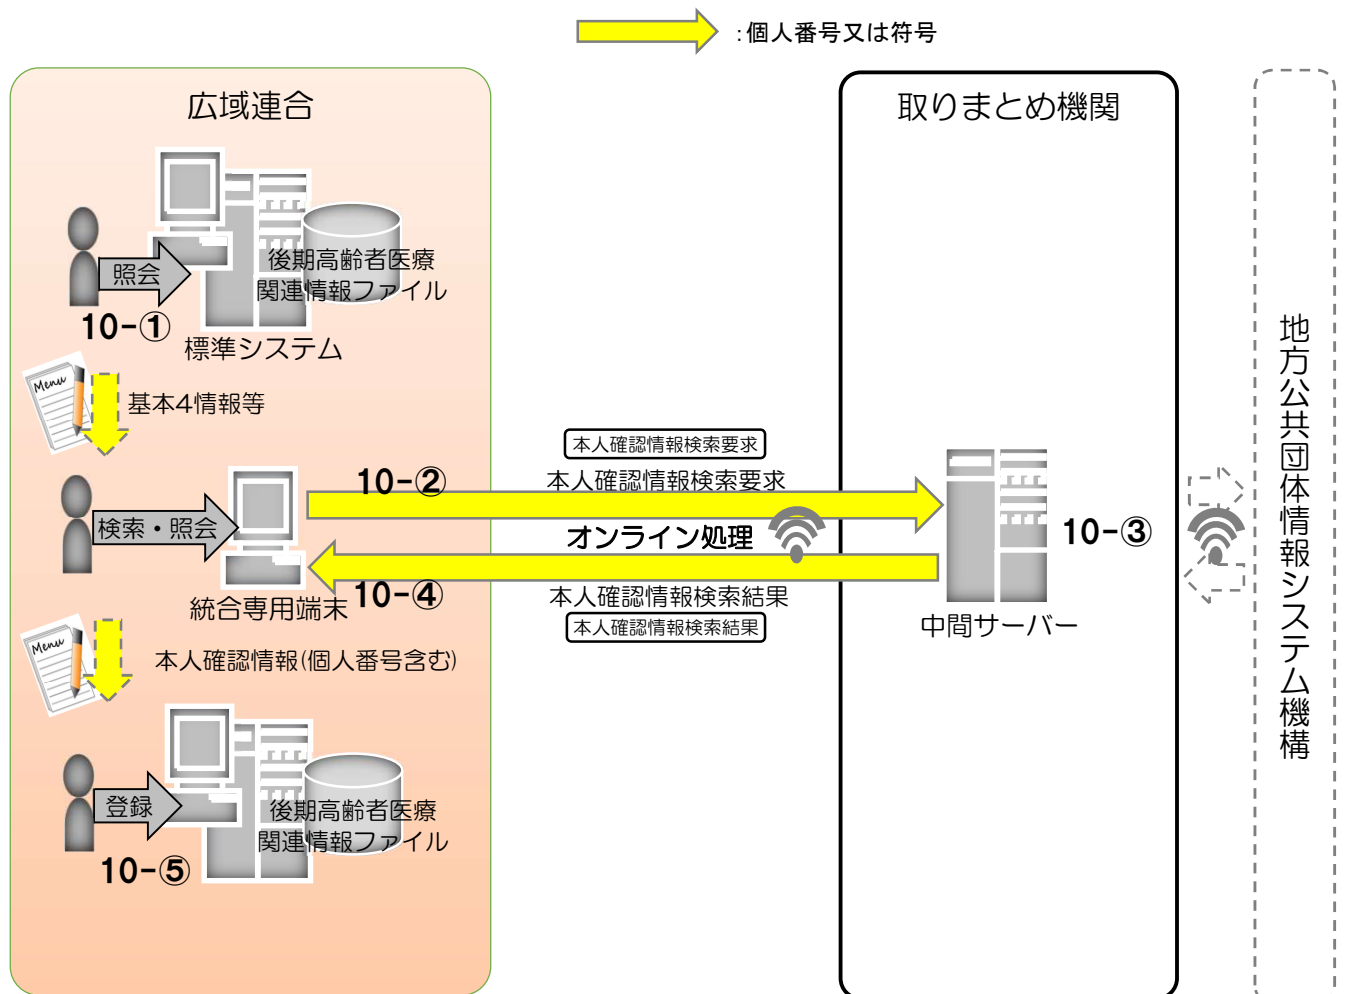 :個人番号又は符号
広域連合
照会
10-①
後期高齢者医療
関連情報ファイル
標準システム
Menu
基本4情報等
検索・照会
統合専用端末
10-②
本人確認情報検索要求
本人確認情報検索要求
オンライン処理
10-④
本人確認情報検索結果
本人確認情報検索結果
Menu
本人確認情報(個人番号含む)
登録
10-⑤
後期高齢者医療
関連情報ファイル
取りまとめ機関
10-③
中間サーバー
地方公共団体情報システム機構